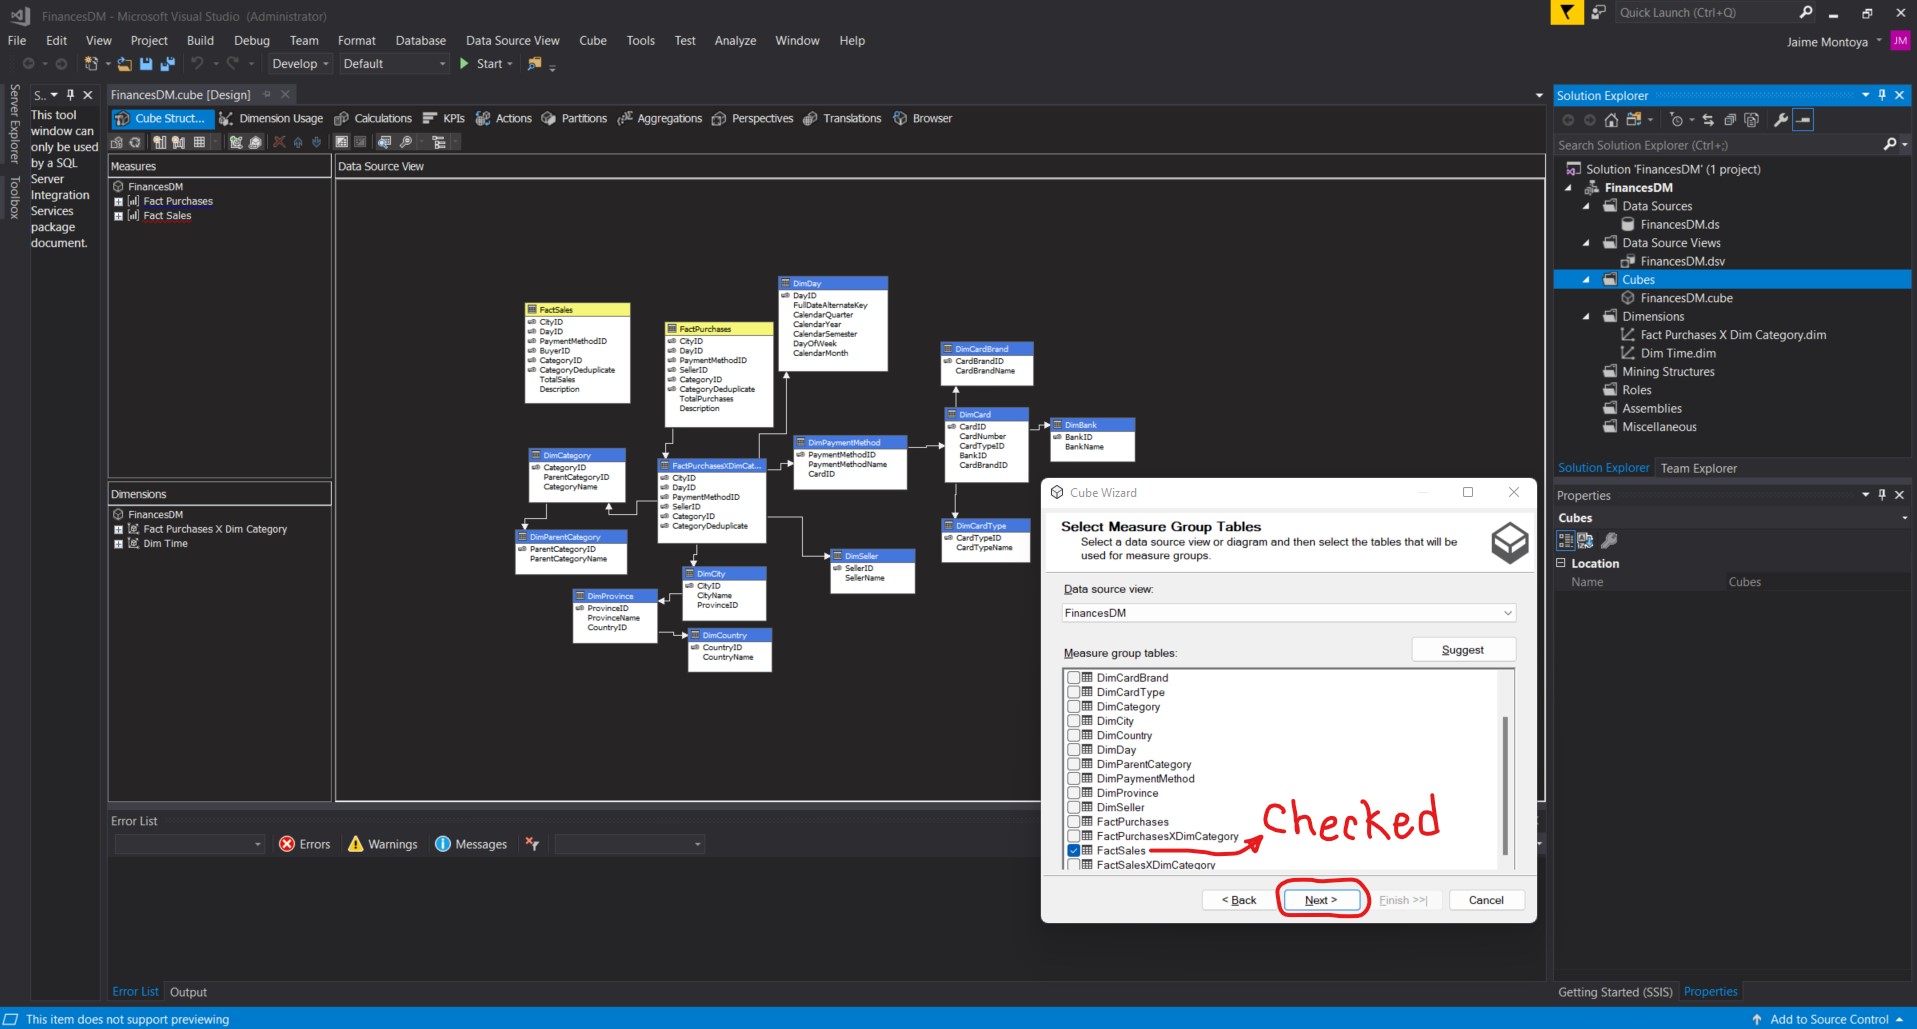 FinancesDM - Microsoft Visual Studio (Administrator)
Quick Launch (Ctrl+Q)
File Edit View Project Build Debug Team Format Database Data Source View Cube Tools Test Analyze Window Help
Jaime Montoya JM
Develop Default Start
Server Explorer
Toolbox
S..
This tool
window can
only be used
by a SQL
Server
Integration
Services
package
document.
FinancesDM.cube [Design]
Cube Struct... Dimension Usage Calculations KPIs Actions Partitions Aggregations Perspectives Translations Browser
Measures
FinancesDM
Fact Purchases
Fact Sales
Dimensions
FinancesDM
Fact Purchases X Dim Category
Dim Time
Data Source View
FactSales
CityID
DayID
PaymentMethodID
BuyerID
CategoryID
CategoryDeduplicate
TotalSales
Description
FactPurchases
CityID
DayID
PaymentMethodID
SellerID
CategoryID
CategoryDeduplicate
TotalPurchases
Description
DimDay
DayID
FullDateAlternateKey
CalendarQuarter
CalendarYear
CalendarSemester
DayOfWeek
CalendarMonth
DimCardBrand
CardBrandID
CardBrandName
DimCard
CardID
CardNumber
CardTypeID
BankID
CardBrandID
DimBank
BankID
BankName
DimPaymentMethod
PaymentMethodID
PaymentMethodName
CardID
DimCategory
CategoryID
ParentCategoryID
CategoryName
FactPurchasesXDimCat...
CityID
DayID
PaymentMethodID
SellerID
CategoryID
CategoryDeduplicate
DimParentCategory
ParentCategoryID
ParentCategoryName
DimCardType
CardTypeID
CardTypeName
DimSeller
SellerID
SellerName
DimCity
CityID
CityName
ProvinceID
DimProvince
ProvinceID
ProvinceName
CountryID
DimCountry
CountryID
CountryName
Cube Wizard
Select Measure Group Tables
Select a data source view or diagram and then select the tables that will be
used for measure groups.
Data source view:
FinancesDM
Measure group tables:
Suggest
DimCardBrand
DimCardType
DimCategory
DimCity
DimCountry
DimDay
DimParentCategory
DimPaymentMethod
DimProvince
DimSeller
FactPurchases
FactPurchasesXDimCategory
FactSales
FactSalesXDimCategory
checked
< Back Next > Finish >>| Cancel
Error List
Errors Warnings Messages
Error List Output
Solution Explorer
Search Solution Explorer (Ctrl+;)
Solution 'FinancesDM' (1 project)
FinancesDM
Data Sources
FinancesDM.ds
Data Source Views
FinancesDM.dsv
Cubes
FinancesDM.cube
Dimensions
Fact Purchases X Dim Category.dim
Dim Time.dim
Mining Structures
Roles
Assemblies
Miscellaneous
Solution Explorer Team Explorer
Properties
Cubes
Location
Name Cubes
Getting Started (SSIS) Properties
This item does not support previewing
Add to Source Control